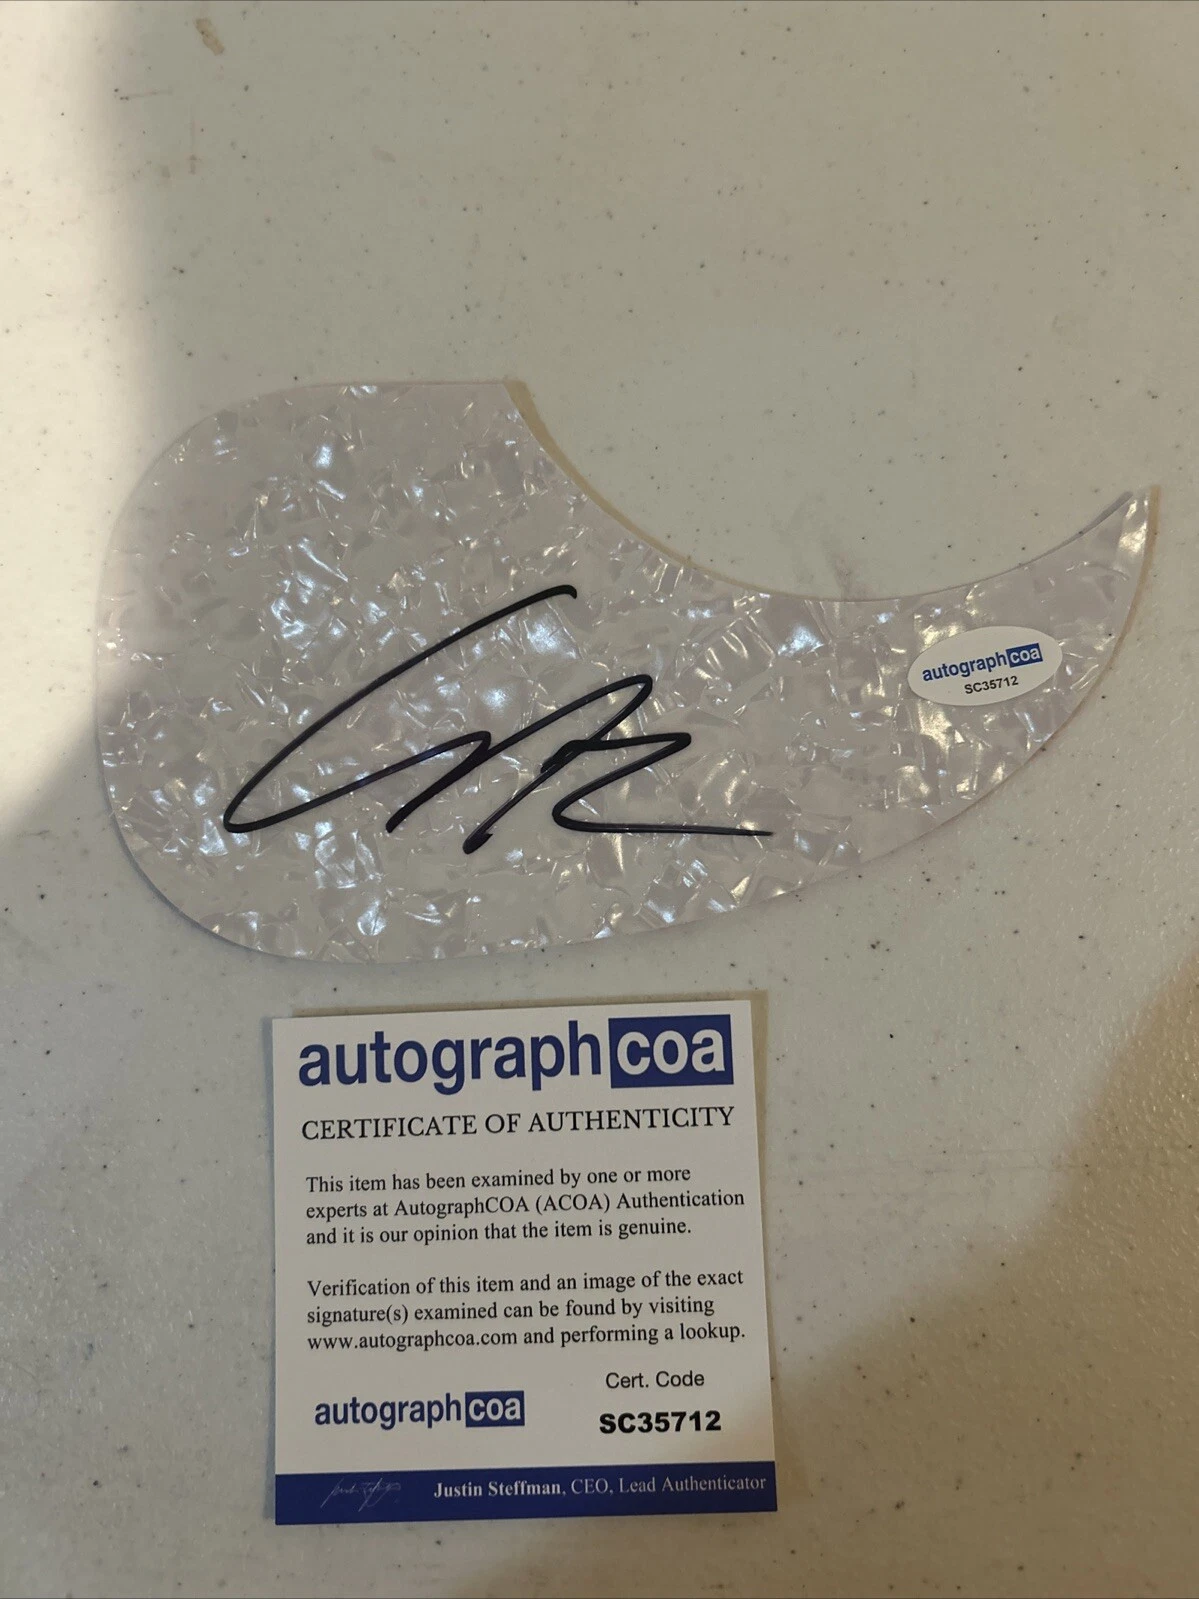 autographcoa
SC35712
autographcoa
CERTIFICATE OF AUTHENTICITY
This item has been examined by one or more
experts at AutographCOA (ACOA) Authentication
and it is our opinion that the item is genuine.
Verification of this item and an image of the exact
signature(s) examined can be found by visiting
www.autographcoa.com and performing a lookup.
Cert. Code
autographcoa
SC35712
Justin Steffman, CEO, Lead Authenticator